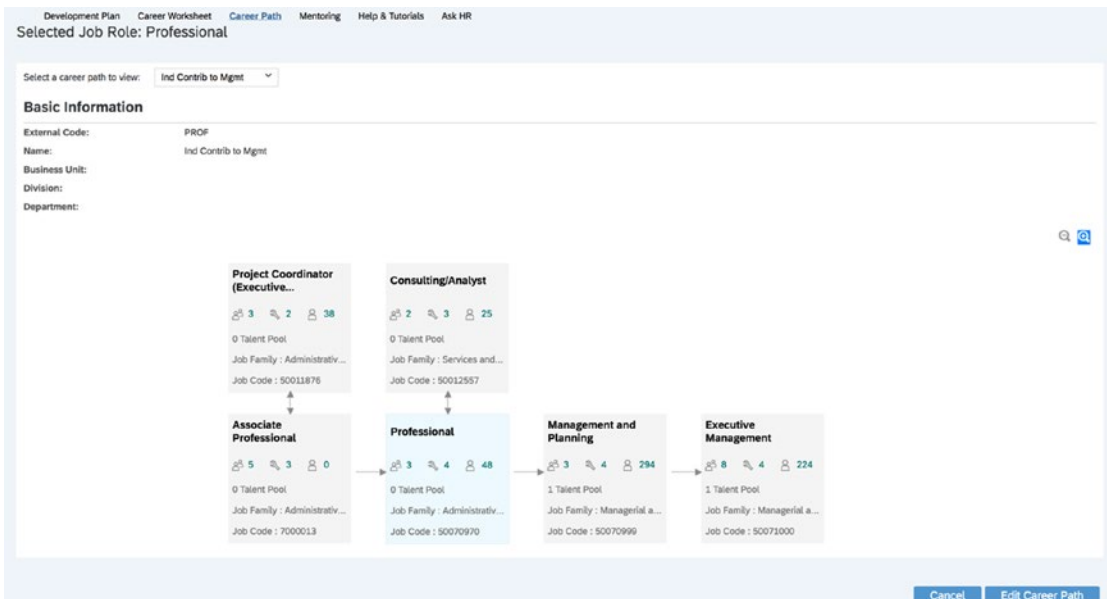 Development Plan Career Worksheet Career Path Mentoring Help & Tutorials Ask HR
Selected Job Role: Professional
Select a career path to view: Ind Contrib to Mgmt
Basic Information
External Code: PROF
Name: Ind Contrib to Mgmt
Business Unit:
Division:
Department:
Project Coordinator
(Executive...
3 2 38
0 Talent Pool
Job Family : Administrativ...
Job Code : 50011876
Consulting/Analyst
2 3 25
0 Talent Pool
Job Family : Services and...
Job Code : 50012557
Associate
Professional
5 3 0
0 Talent Pool
Job Family : Administrativ...
Job Code : 7000013
Professional
3 4 48
0 Talent Pool
Job Family : Administrativ...
Job Code : 50070970
Management and
Planning
3 4 294
1 Talent Pool
Job Family : Managerial a...
Job Code : 50070999
Executive
Management
8 4 224
1 Talent Pool
Job Family : Managerial a...
Job Code : 50071000
Cancel Edit Career Path